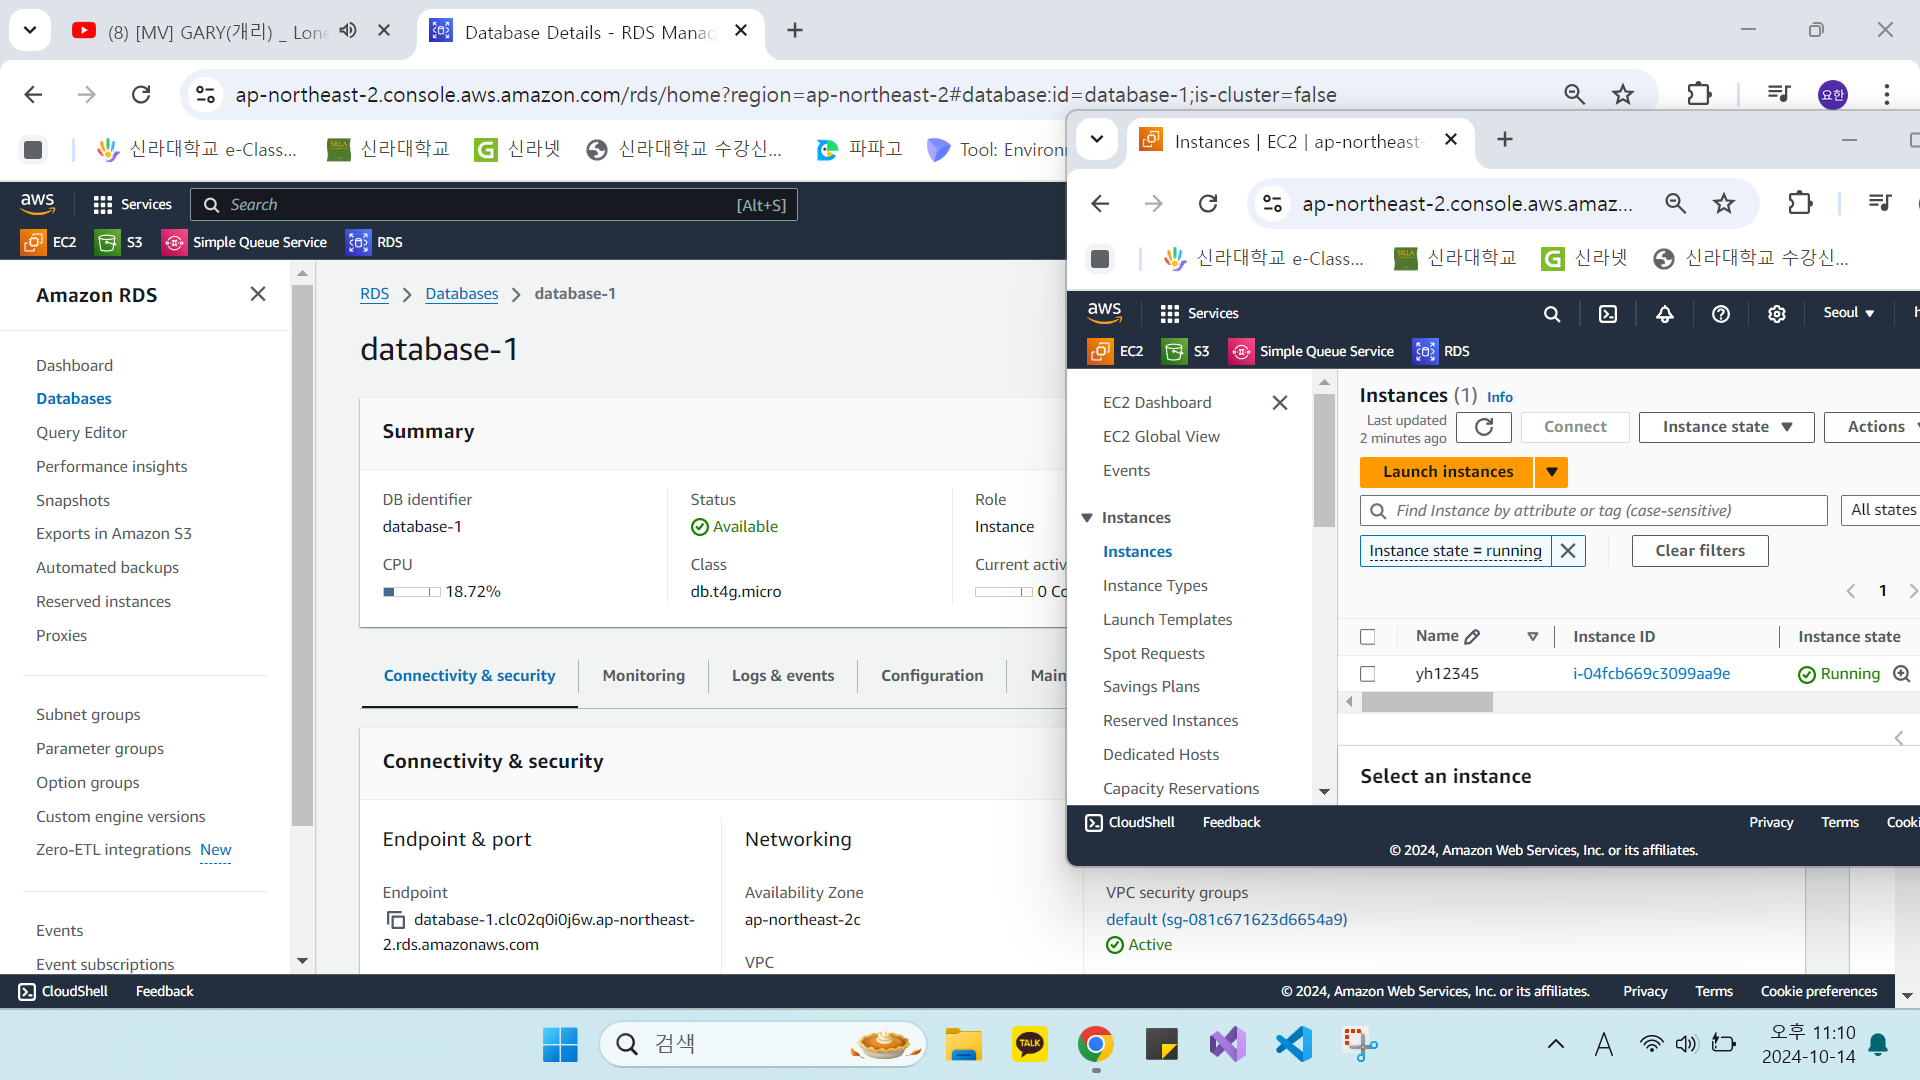 (8) [MV] GARY(개리) _ Lone
Database Details - RDS Manag
ap-northeast-2.console.aws.amazon.com/rds/home?region=ap-northeast-2#database:id=database-1;is-cluster=false
요한
신라대학교 e-Class...
신라대학교
신라넷
신라대학교 수강신...
파파고
Tool: Environ
aws
Services
Search
[Alt+S]
EC2
S3
Simple Queue Service
RDS
Amazon RDS
Dashboard
Databases
Query Editor
Performance insights
Snapshots
Exports in Amazon S3
Automated backups
Reserved instances
Proxies
Subnet groups
Parameter groups
Option groups
Custom engine versions
Zero-ETL integrations New
Events
Event subscriptions
RDS > Databases > database-1
database-1
Summary
DB identifier
database-1
Status
Available
Role
Instance
CPU
18.72%
Class
db.t4g.micro
Current activ
0 Co
Connectivity & security
Monitoring
Logs & events
Configuration
Main
Connectivity & security
Endpoint & port
Endpoint
database-1.clc02q0i0j6w.ap-northeast-
2.rds.amazonaws.com
Networking
Availability Zone
ap-northeast-2c
VPC
VPC security groups
default (sg-081c671623d6654a9)
Active
CloudShell
Feedback
© 2024, Amazon Web Services, Inc. or its affiliates.
Privacy
Terms
Cookie preferences
Instances | EC2 | ap-northeast-
ap-northeast-2.console.aws.amaz...
신라대학교 e-Class...
신라대학교
신라넷
신라대학교 수강신...
aws
Services
Seoul
EC2
S3
Simple Queue Service
RDS
EC2 Dashboard
EC2 Global View
Events
Instances
Instances
Instance Types
Launch Templates
Spot Requests
Savings Plans
Reserved Instances
Dedicated Hosts
Capacity Reservations
Instances (1) Info
Last updated
2 minutes ago
Connect
Instance state
Actions
Launch instances
Find Instance by attribute or tag (case-sensitive)
All states
Instance state = running
Clear filters
1
Name
Instance ID
Instance state
yh12345
i-04fcb669c3099aa9e
Running
Select an instance
CloudShell
Feedback
Privacy
Terms
Cooki
© 2024, Amazon Web Services, Inc. or its affiliates.
검색
TALK
A
오후 11:10
2024-10-14